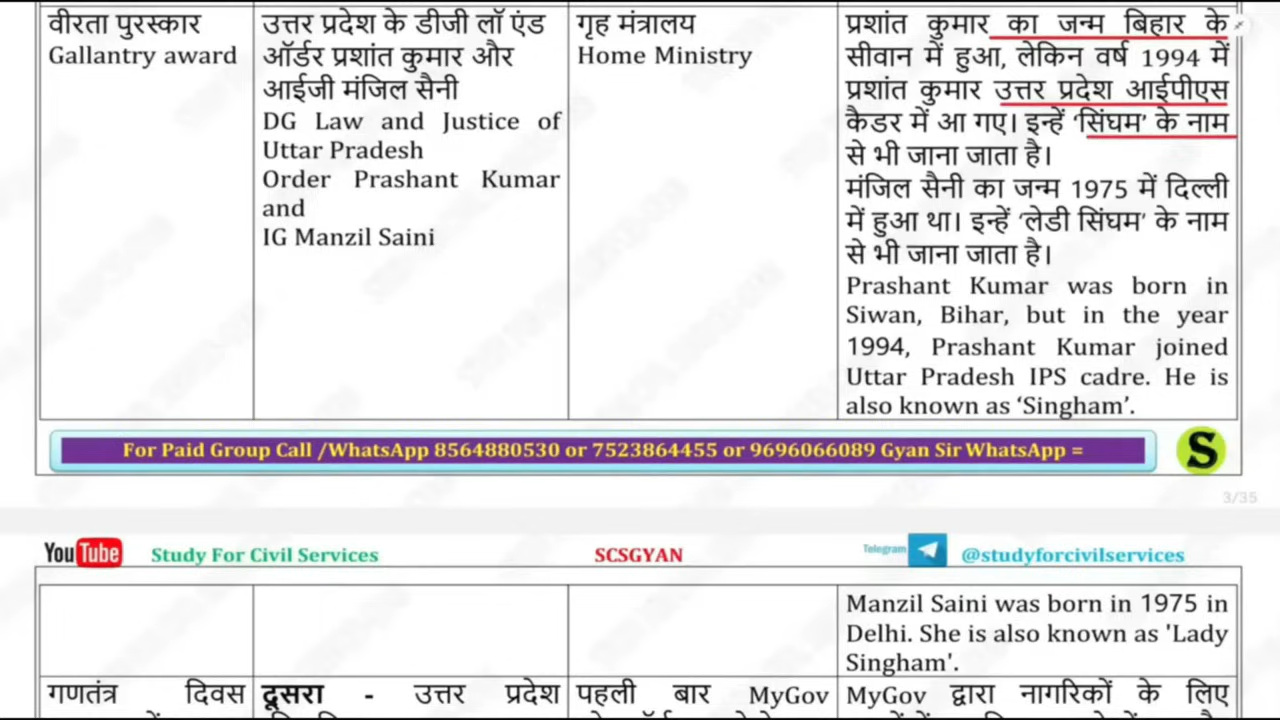 वीरता पुरस्कार
Gallantry award
उत्तर प्रदेश के डीजी लॉ एंड
ऑर्डर प्रशांत कुमार और
आईजी मंजिल सैनी
DG Law and Justice of
Uttar Pradesh
Order Prashant Kumar
and
IG Manzil Saini
गृह मंत्रालय
Home Ministry
प्रशांत कुमार का जन्म बिहार के
सीवान में हुआ, लेकिन वर्ष 1994 में
प्रशांत कुमार उत्तर प्रदेश आईपीएस
कैडर में आ गए। इन्हें ‘सिंघम’ के नाम
से भी जाना जाता है।
मंजिल सैनी का जन्म 1975 में दिल्ली
में हुआ था। इन्हें ‘लेडी सिंघम’ के नाम
से भी जाना जाता है।
Prashant Kumar was born in
Siwan, Bihar, but in the year
1994, Prashant Kumar joined
Uttar Pradesh IPS cadre. He is
also known as ‘Singham’.
For Paid Group Call /WhatsApp 8564880530 or 7523864455 or 9696066089 Gyan Sir WhatsApp =
S
3/35
YouTube Study For Civil Services SCSGYAN Telegram @studyforcivilservices
Manzil Saini was born in 1975 in
Delhi. She is also known as 'Lady
Singham'.
गणतंत्र दिवस
दूसरा - उत्तर प्रदेश
पहली बार MyGov
MyGov द्वारा नागरिकों के लिए